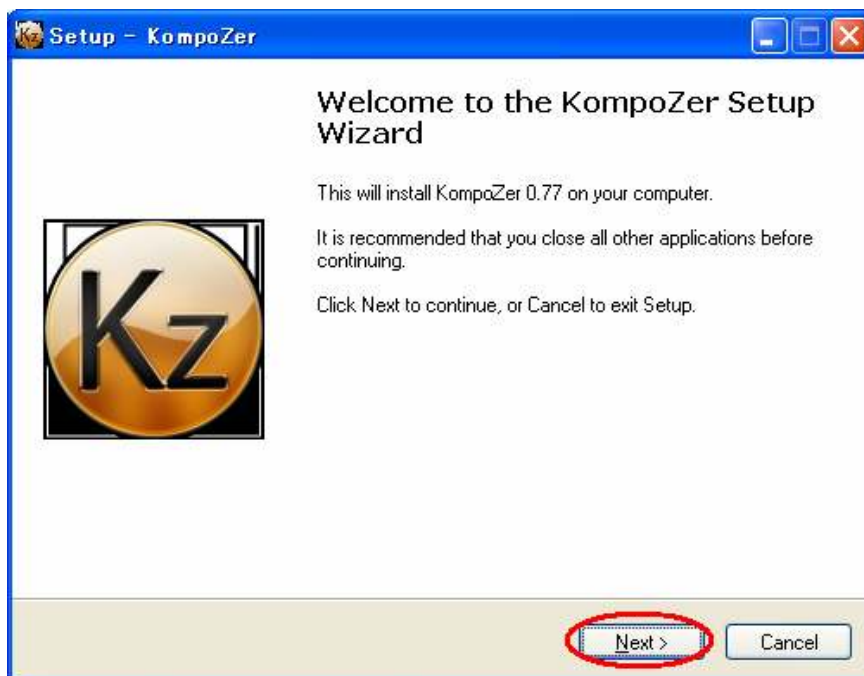 Setup - KompoZer
Welcome to the KompoZer Setup
Wizard
This will install KompoZer 0.77 on your computer.
It is recommended that you close all other applications before
continuing.
Click Next to continue, or Cancel to exit Setup.
Kz
Next >
Cancel